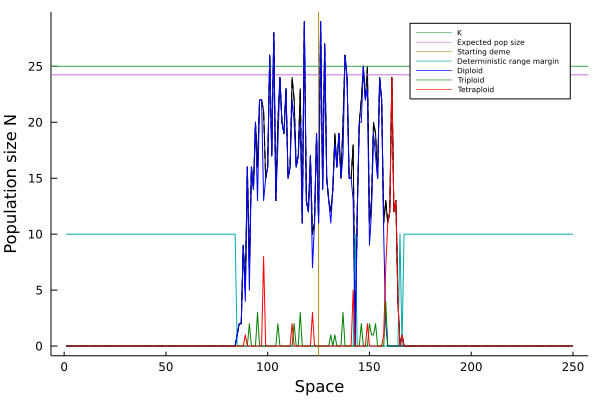 K
Expected pop size
Starting deme
Deterministic range margin
Diploid
Triploid
Tetraploid
Population size N
25
20
15
10
5
0
0
50
100
150
200
250
Space